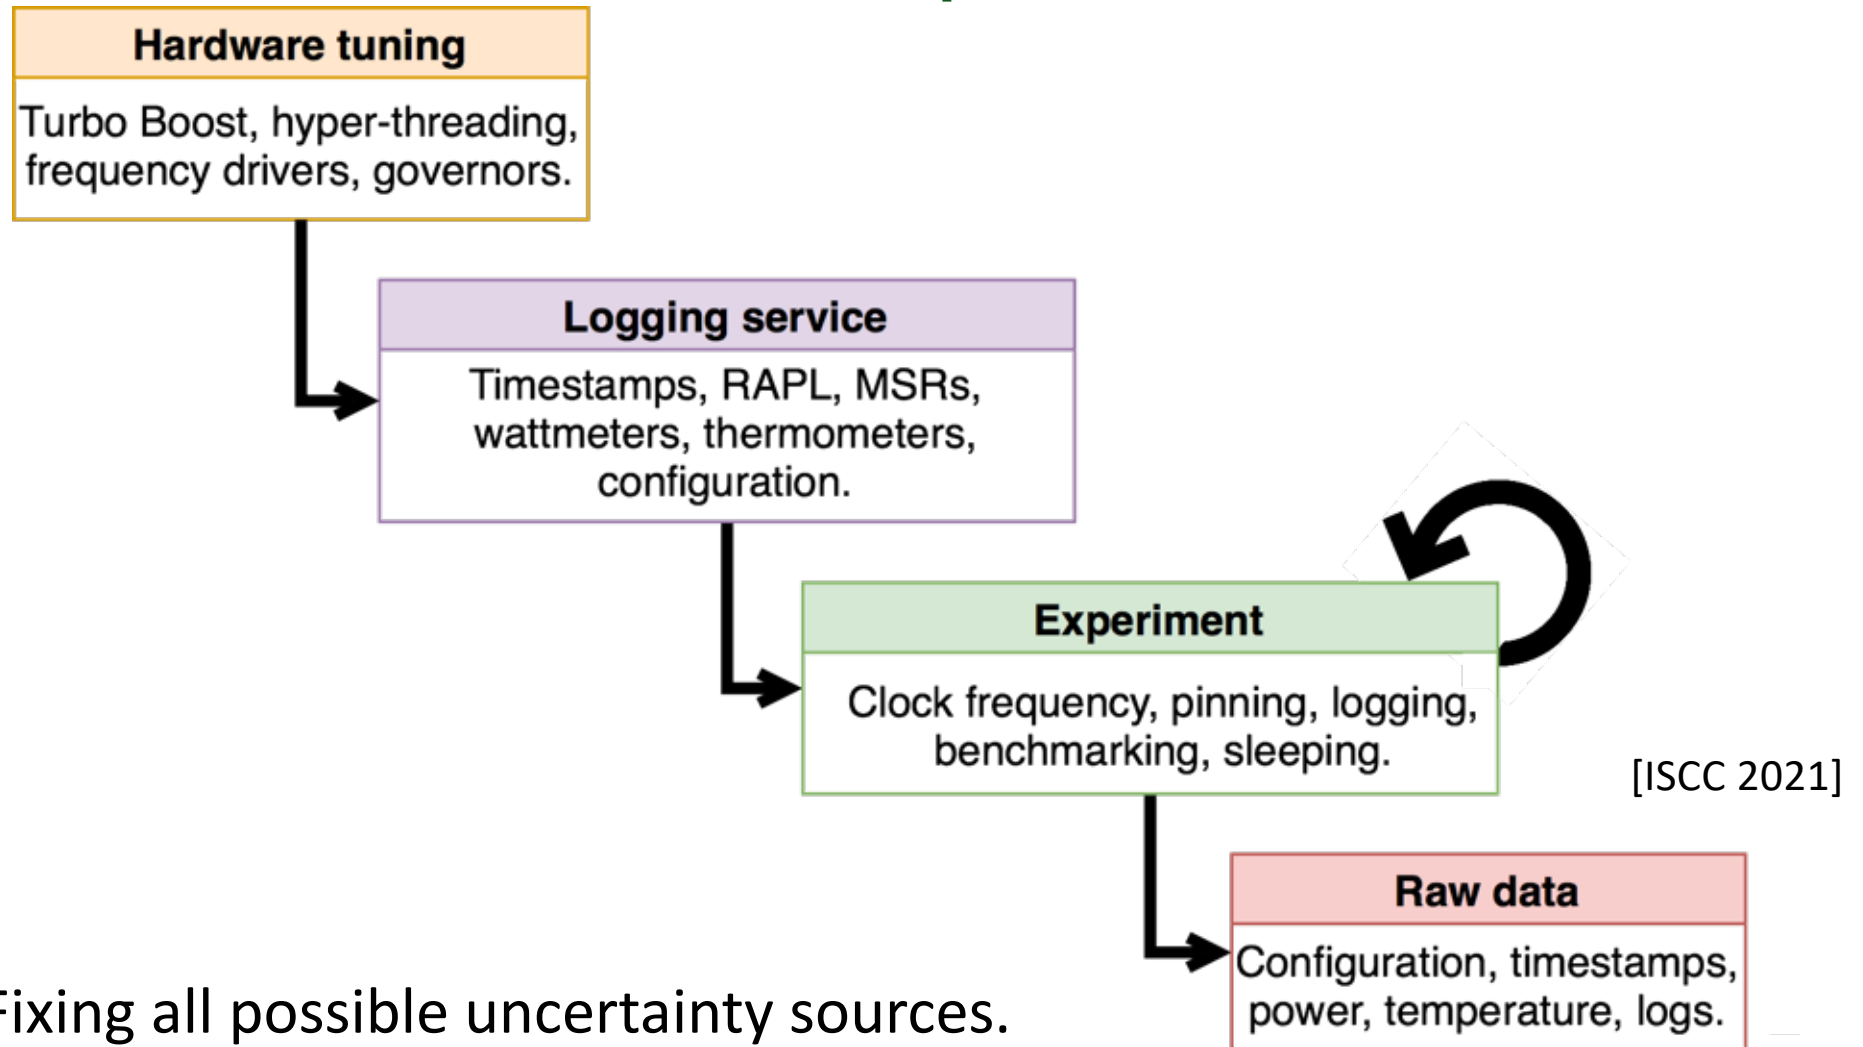 Hardware tuning
Turbo Boost, hyper-threading,
frequency drivers, governors.
Logging service
Timestamps, RAPL, MSRs,
wattmeters, thermometers,
configuration.
Experiment
Clock frequency, pinning, logging,
benchmarking, sleeping.
[ISCC 2021]
Raw data
Configuration, timestamps,
power, temperature, logs.
Fixing all possible uncertainty sources.